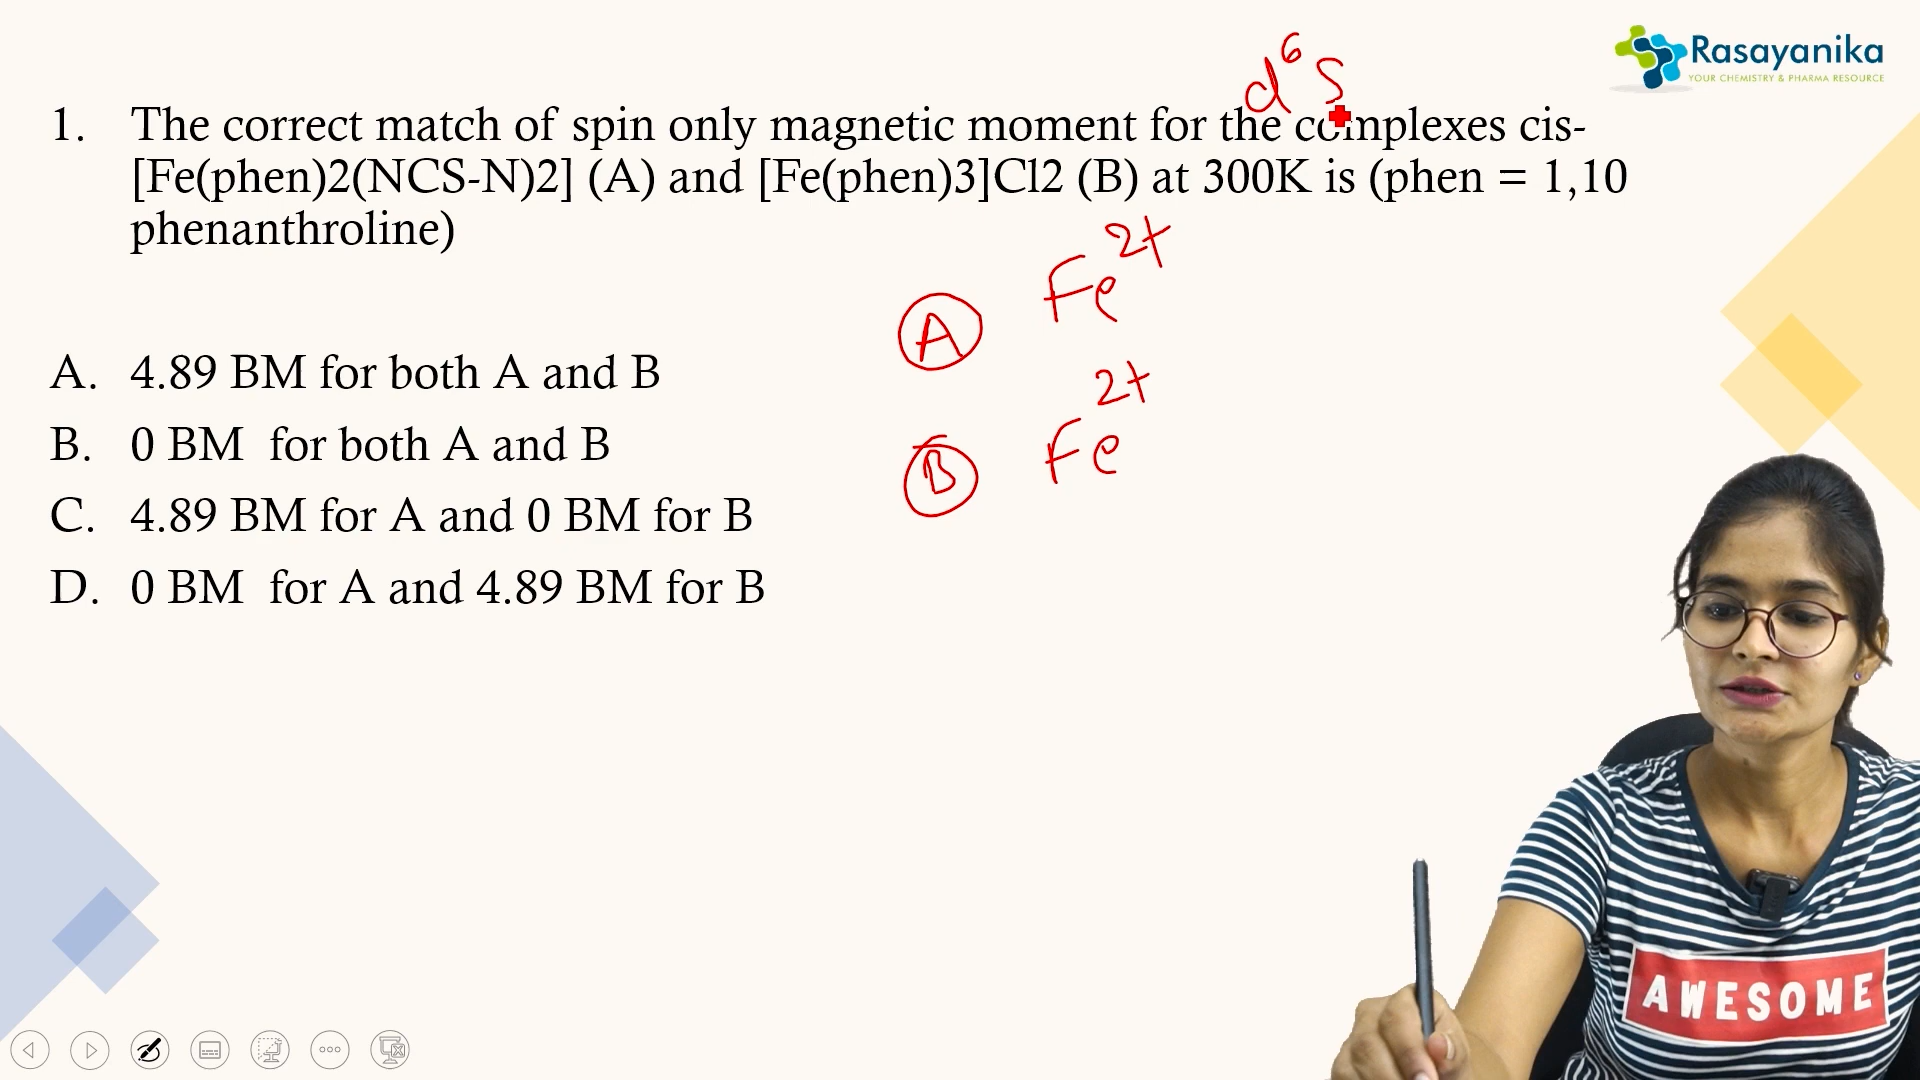 d⁶ S
Rasayanika
YOUR CHEMISTRY & PHARMA RESOURCE
1. The correct match of spin only magnetic moment for the complexes cis-
[Fe(phen)2(NCS-N)2] (A) and [Fe(phen)3]Cl2 (B) at 300K is (phen = 1,10
phenanthroline)
A Fe²⁺
B Fe²⁺
A. 4.89 BM for both A and B
B. 0 BM for both A and B
C. 4.89 BM for A and 0 BM for B
D. 0 BM for A and 4.89 BM for B
AWESOME